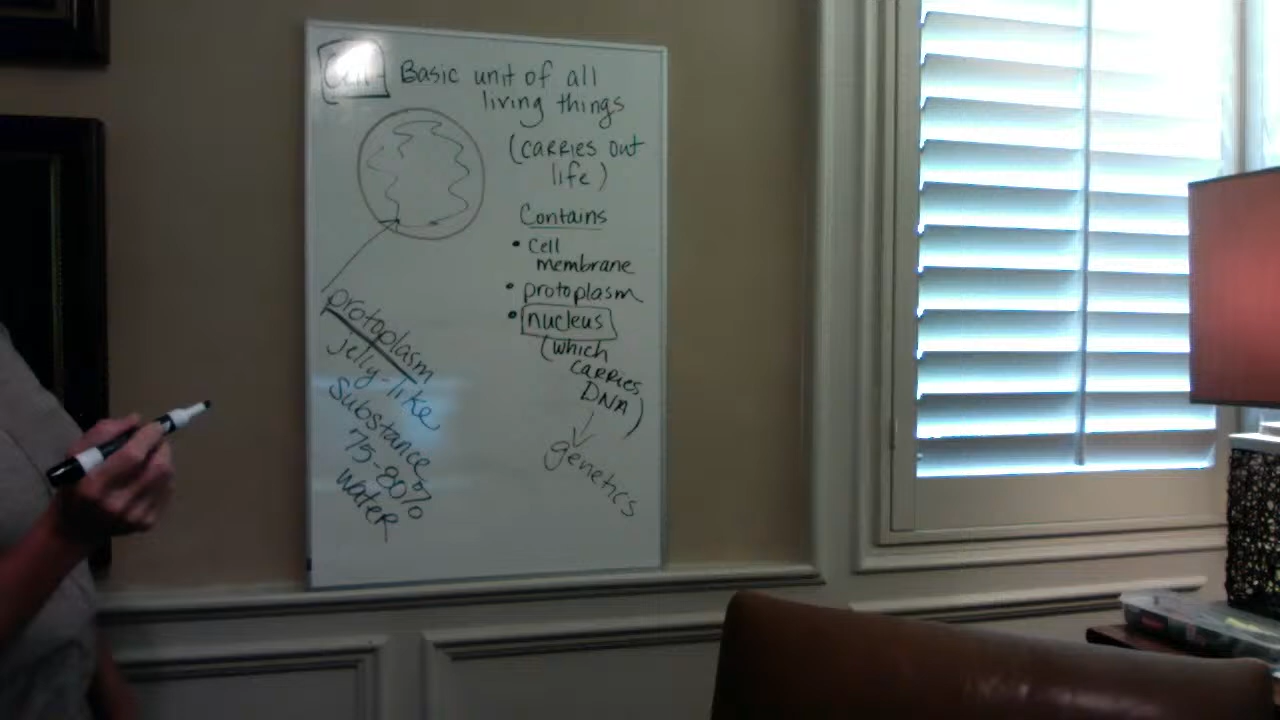 Cell - Basic unit of all
living things
(carries out
life)
Contains
• cell
membrane
• protoplasm
• nucleus
(which
carries
DNA)
genetics
protoplasm
jelly-like
Substance
75-80%
water